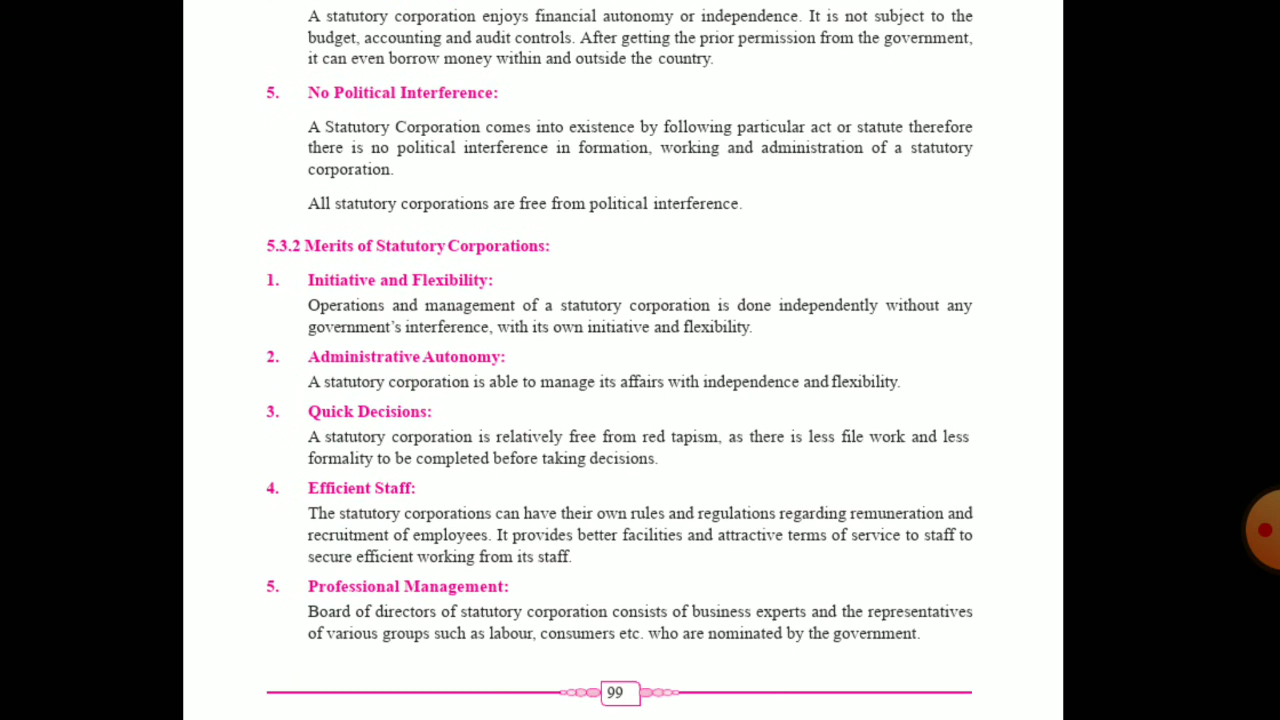 A statutory corporation enjoys financial autonomy or independence. It is not subject to the
budget, accounting and audit controls. After getting the prior permission from the government,
it can even borrow money within and outside the country.
5. No Political Interference:
A Statutory Corporation comes into existence by following particular act or statute therefore
there is no political interference in formation, working and administration of a statutory
corporation.
All statutory corporations are free from political interference.
5.3.2 Merits of Statutory Corporations:
1. Initiative and Flexibility:
Operations and management of a statutory corporation is done independently without any
government’s interference, with its own initiative and flexibility.
2. Administrative Autonomy:
A statutory corporation is able to manage its affairs with independence and flexibility.
3. Quick Decisions:
A statutory corporation is relatively free from red tapism, as there is less file work and less
formality to be completed before taking decisions.
4. Efficient Staff:
The statutory corporations can have their own rules and regulations regarding remuneration and
recruitment of employees. It provides better facilities and attractive terms of service to staff to
secure efficient working from its staff.
5. Professional Management:
Board of directors of statutory corporation consists of business experts and the representatives
of various groups such as labour, consumers etc. who are nominated by the government.
99